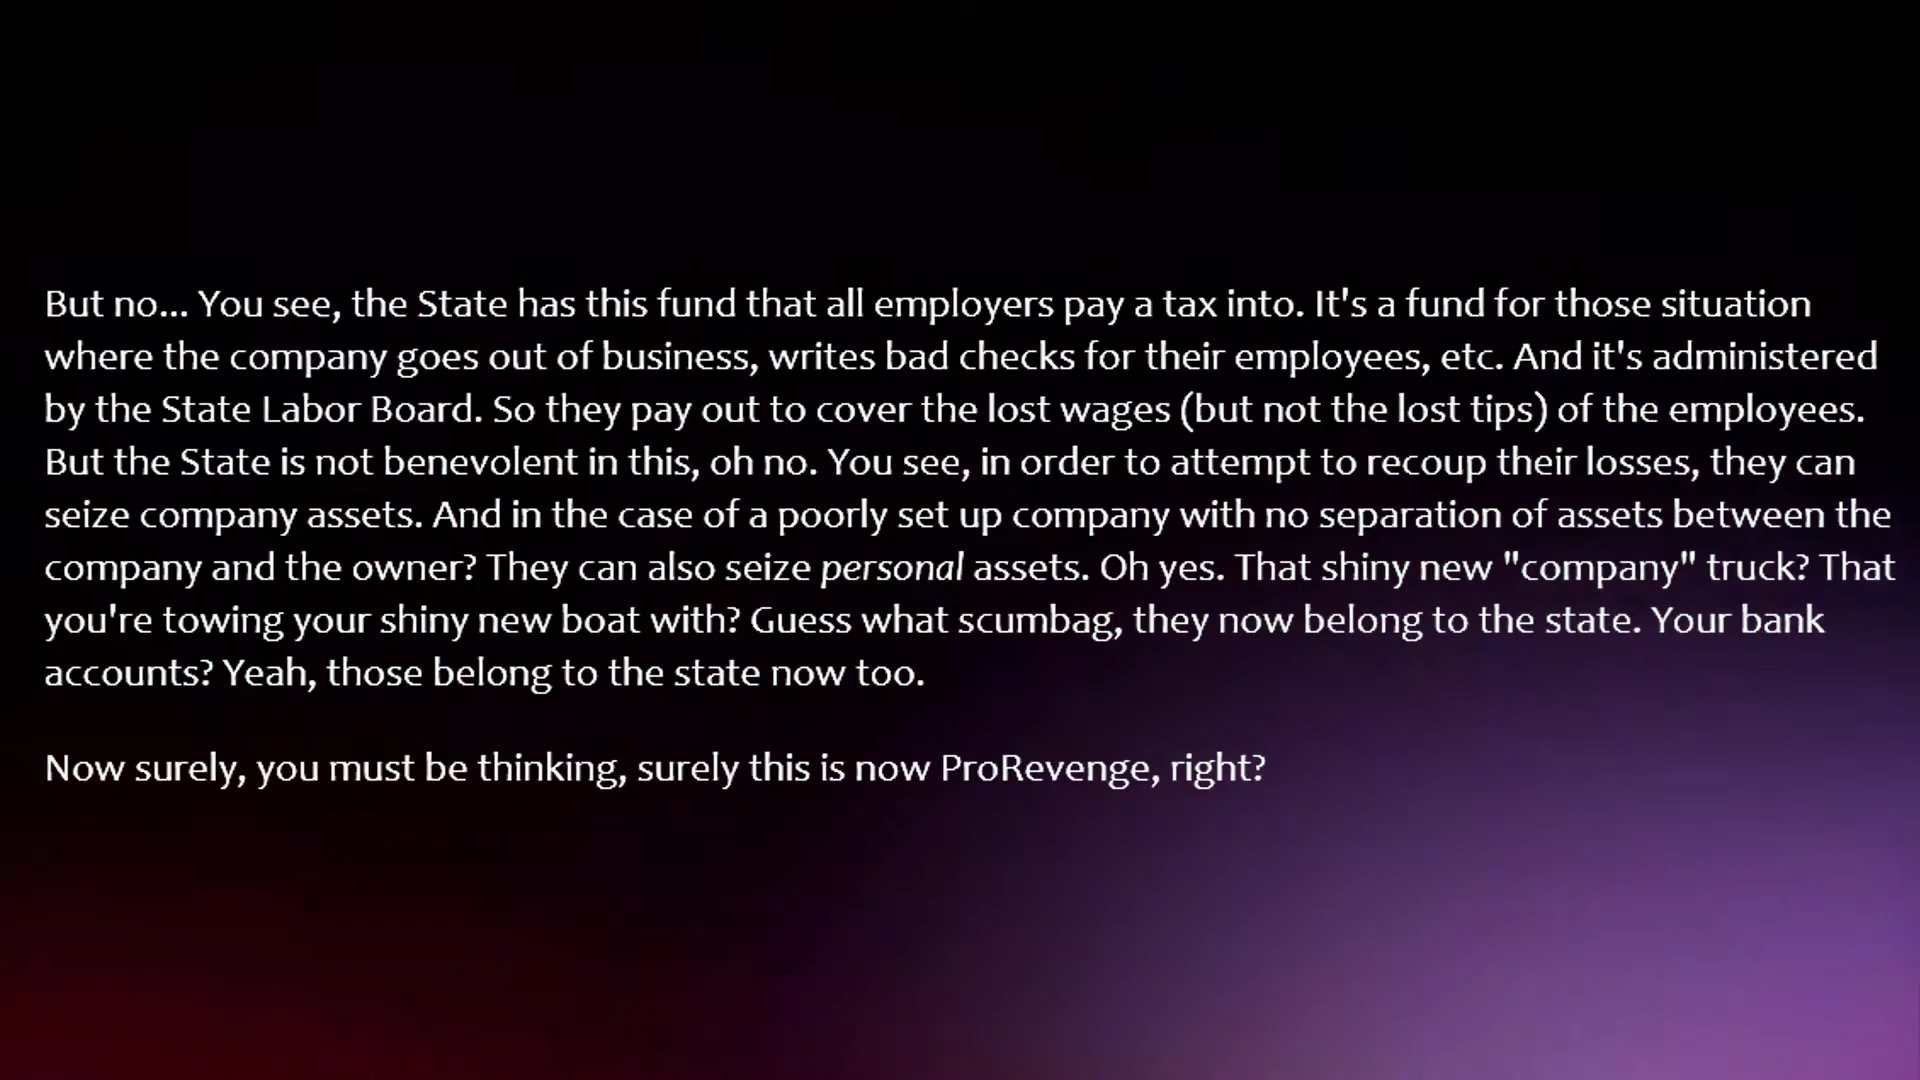 But no... You see, the State has this fund that all employers pay a tax into. It's a fund for those situation
where the company goes out of business, writes bad checks for their employees, etc. And it's administered
by the State Labor Board. So they pay out to cover the lost wages (but not the lost tips) of the employees.
But the State is not benevolent in this, oh no. You see, in order to attempt to recoup their losses, they can
seize company assets. And in the case of a poorly set up company with no separation of assets between the
company and the owner? They can also seize personal assets. Oh yes. That shiny new "company" truck? That
you're towing your shiny new boat with? Guess what scumbag, they now belong to the state. Your bank
accounts? Yeah, those belong to the state now too.
Now surely, you must be thinking, surely this is now ProRevenge, right?